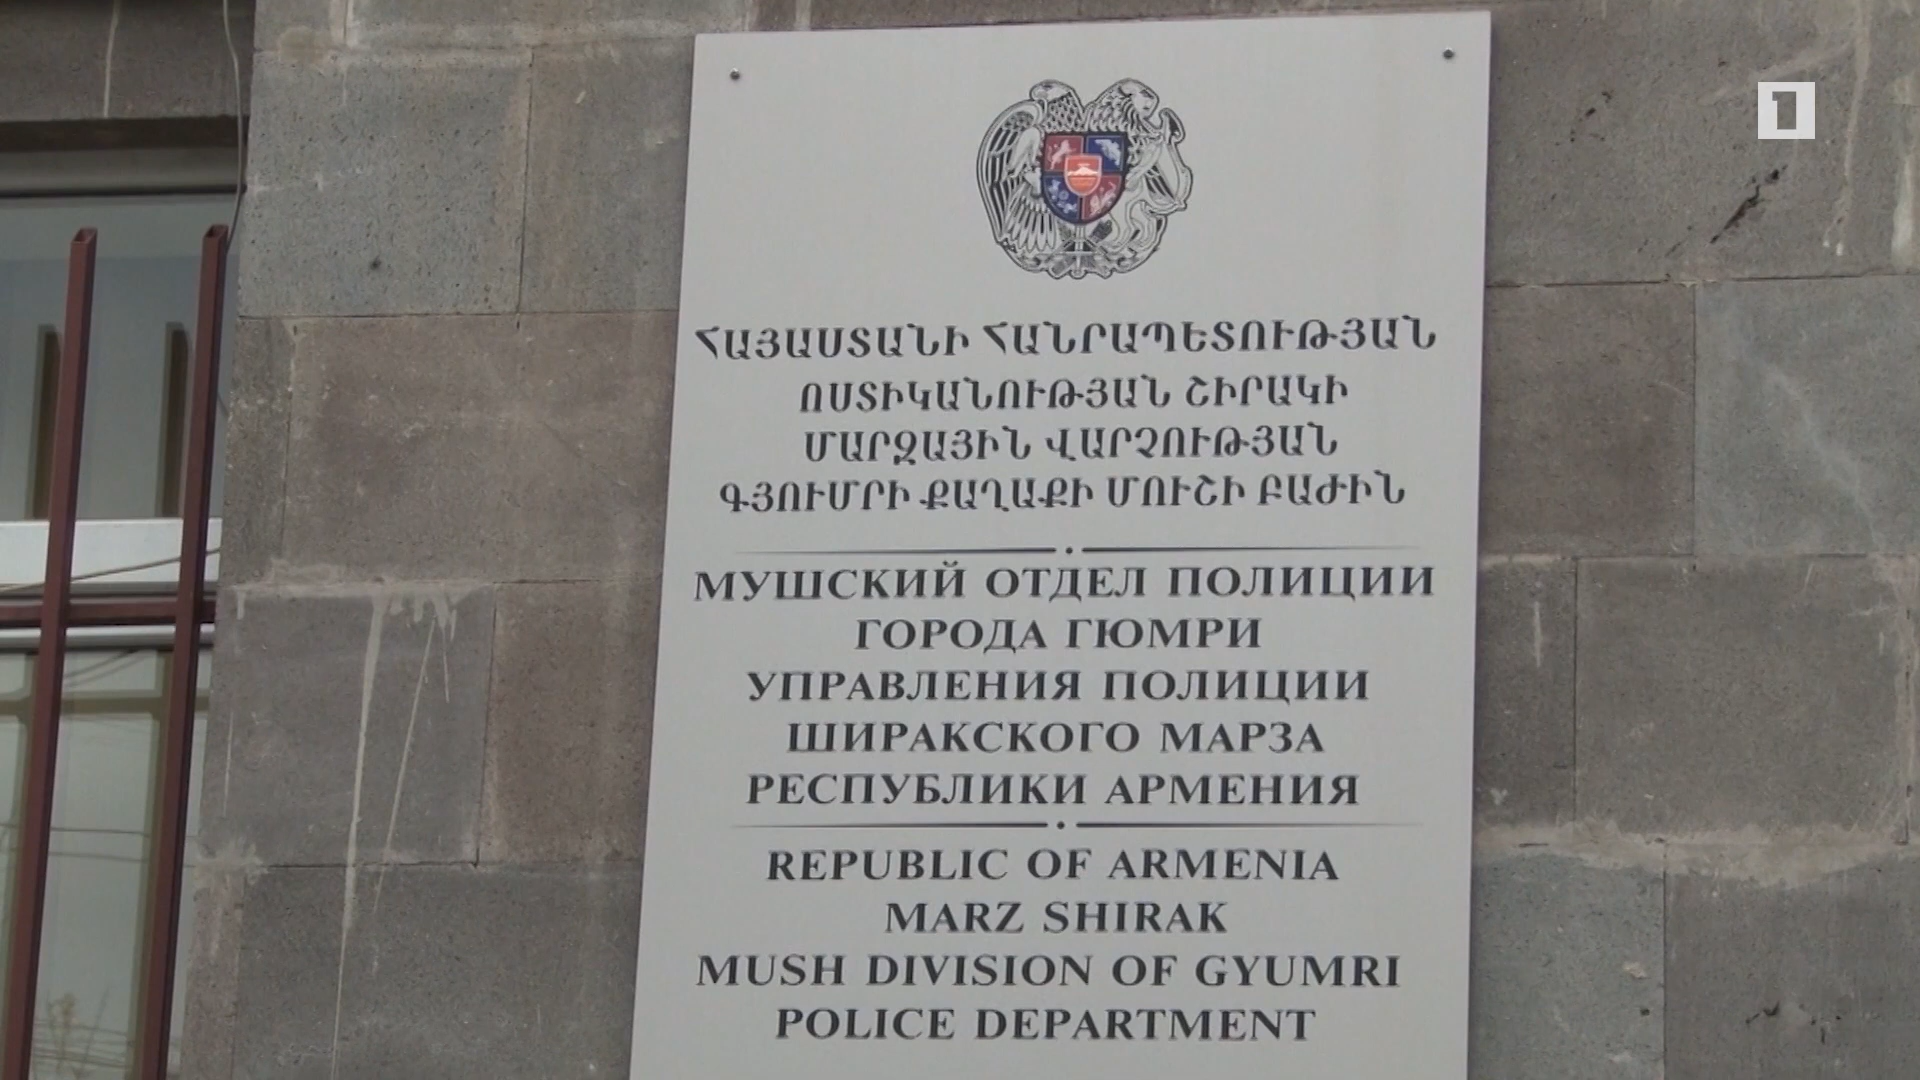 ՀԱՅԱՍՏԱՆԻ ՀԱՆՐԱՊԵՏՈՒԹՅԱՆ
ՈՍՏԻԿԱՆՈՒԹՅԱՆ ՇԻՐԱԿԻ
ՄԱՐԶԱՅԻՆ ՎԱՐՉՈՒԹՅԱՆ
ԳՅՈՒՄՐԻ ՔԱՂԱՔԻ ՄՈՒՇԻ ԲԱԺԻՆ
МУШСКИЙ ОТДЕЛ ПОЛИЦИИ
ГОРОДА ГЮМРИ
УПРАВЛЕНИЯ ПОЛИЦИИ
ШИРАКСКОГО МАРЗА
РЕСПУБЛИКИ АРМЕНИЯ
REPUBLIC OF ARMENIA
MARZ SHIRAK
MUSH DIVISION OF GYUMRI
POLICE DEPARTMENT
1